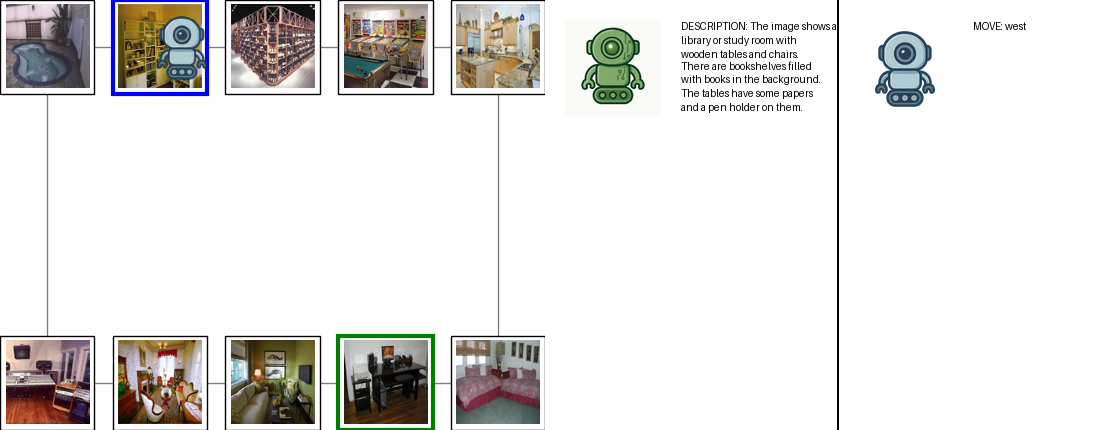 DESCRIPTION: The image shows a
library or study room with
wooden tables and chairs.
There are bookshelves filled
with books in the background.
The tables have some papers
and a pen holder on them.
MOVE: west